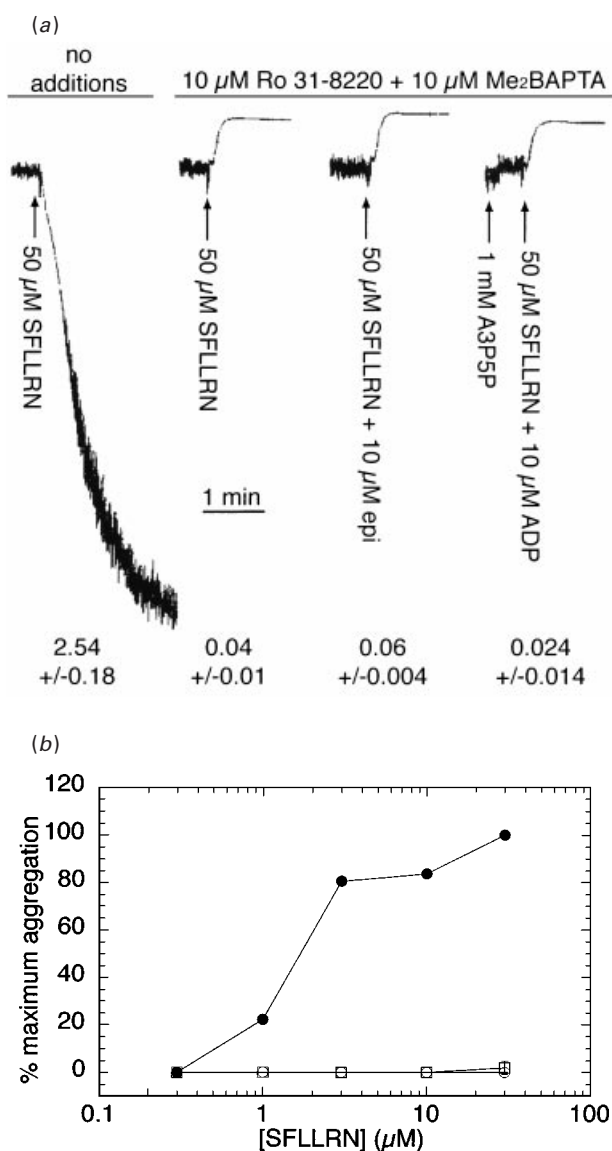 (a)
no
additions
10 µM Ro 31-8220 + 10 µM Me₂BAPTA
50 µM SFLLRN
50 µM SFLLRN
50 µM SFLLRN + 10 µM epi
1 mM A3P5P
50 µM SFLLRN + 10 µM ADP
1 min
2.54 0.04 0.06 0.024
+/-0.18 +/-0.01 +/-0.004 +/-0.014
(b)
120
100
80
60
40
20
0
% maximum aggregation
0.1 1 10 100
[SFLLRN] (µM)